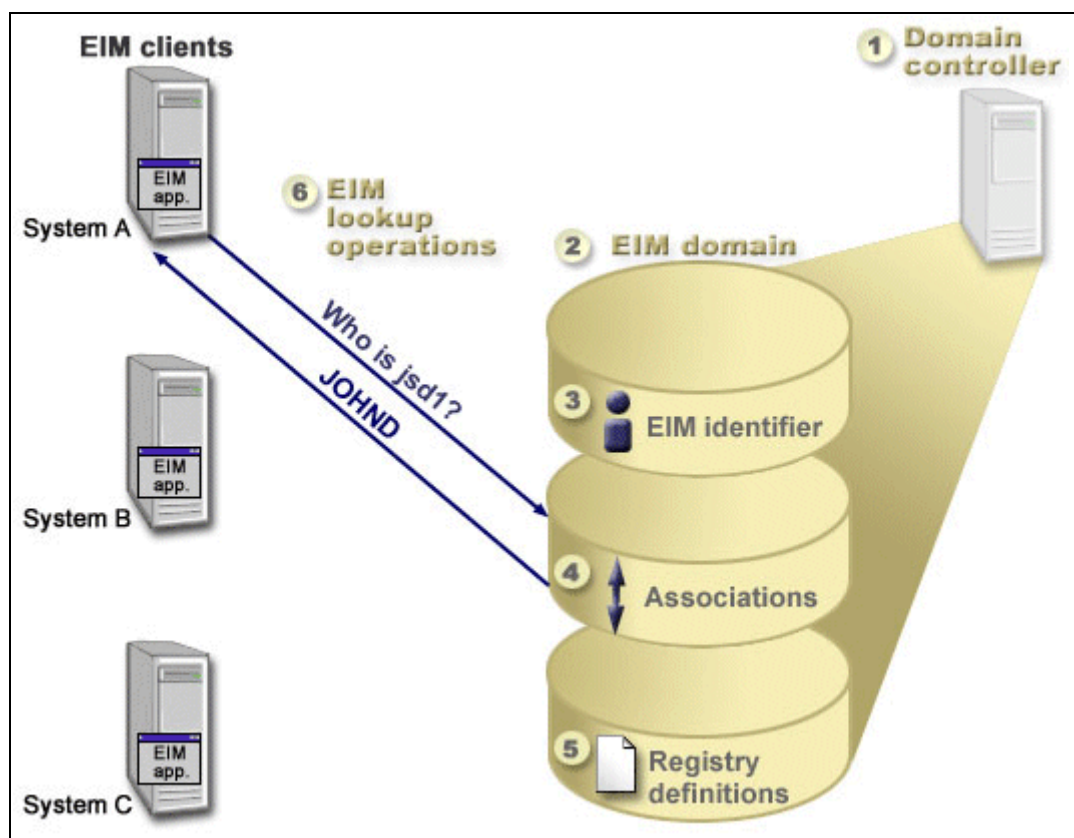 EIM clients
1 Domain
controller
EIM
app.
System A
6 EIM
lookup
operations
2 EIM domain
Who is jsd1?
JOHND
3 EIM identifier
EIM
app.
System B
4 Associations
5 Registry
definitions
EIM
app.
System C